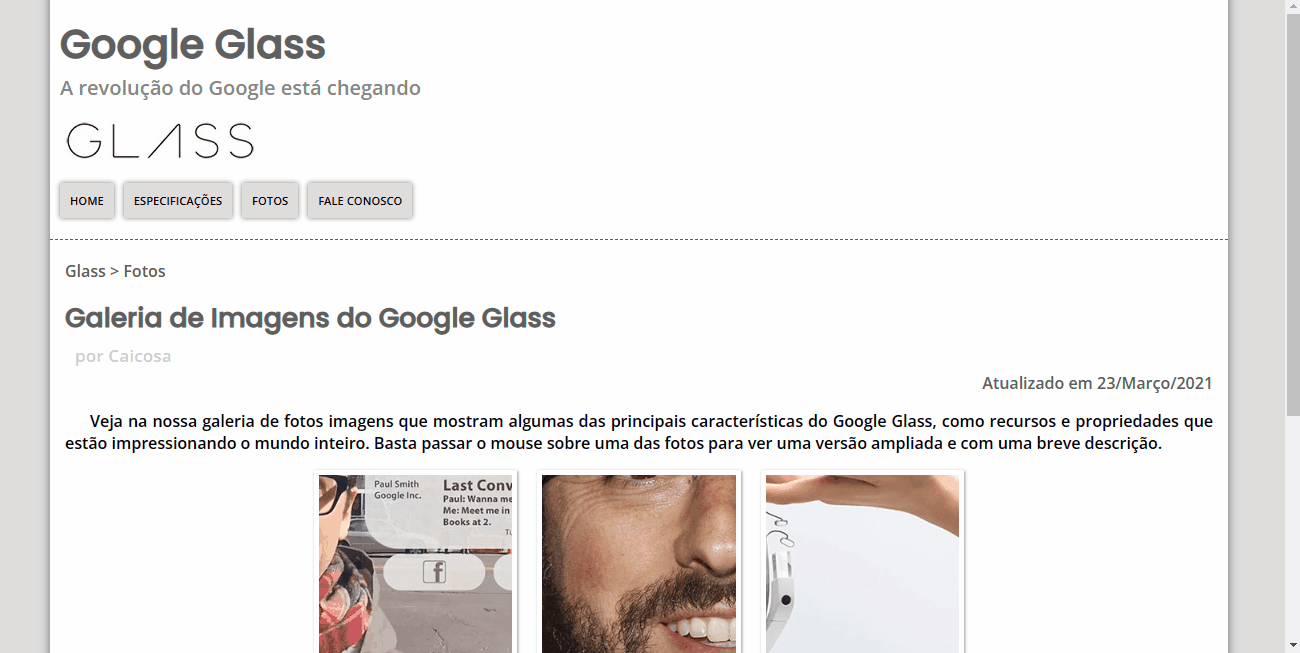 Google Glass
A revolução do Google está chegando
GLASS
HOME ESPECIFICAÇÕES FOTOS FALE CONOSCO
Glass > Fotos
Galeria de Imagens do Google Glass
por Caicosa
Atualizado em 23/Março/2021
Veja na nossa galeria de fotos imagens que mostram algumas das principais características do Google Glass, como recursos e propriedades que
estão impressionando o mundo inteiro. Basta passar o mouse sobre uma das fotos para ver uma versão ampliada e com uma breve descrição.
Paul Smith
Google Inc.
Last Conv
Paul: Wanna me
Me: Meet me in
Books at 2.
Tu
f